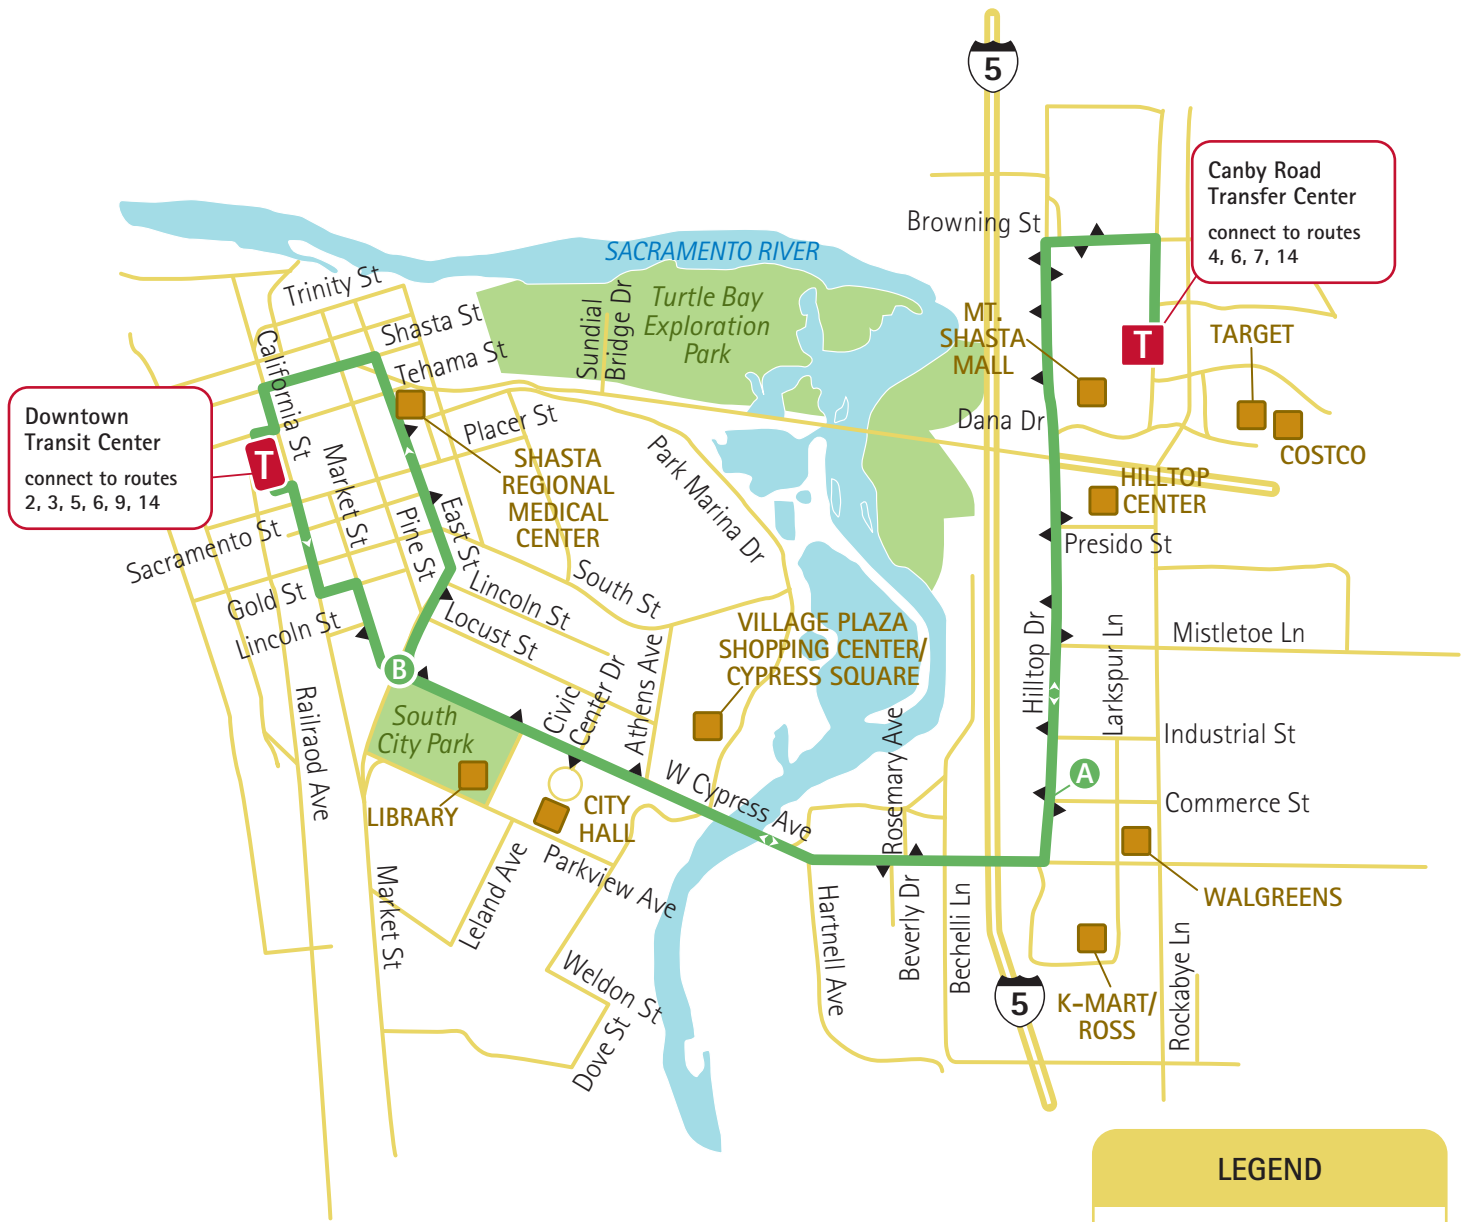 5
Canby Road
Transfer Center
connect to routes
4, 6, 7, 14
Browning St
SACRAMENTO RIVER
Trinity St
Shasta St
Tehama St
Sundial
Bridge Dr
Turtle Bay
Exploration
Park
MT.
SHASTA
MALL
T
TARGET
COSTCO
California St
Downtown
Transit Center
connect to routes
2, 3, 5, 6, 9, 14
T
Placer St
Dana Dr
Market St
SHASTA
REGIONAL
MEDICAL
CENTER
Park Marina Dr
HILLTOP
CENTER
Presido St
Sacramento St
Pine St
East St
Gold St
Lincoln St
Lincoln St
Locust St
South St
VILLAGE PLAZA
SHOPPING CENTER/
CYPRESS SQUARE
Hilltop Dr
Larkspur Ln
Mistletoe Ln
B
Civic
Center Dr
Athens Ave
South
City Park
Railraod Ave
Rosemary Ave
Industrial St
A
W Cypress Ave
Commerce St
LIBRARY
CITY
HALL
Parkview Ave
Leland Ave
Market St
Hartnell Ave
Beverly Dr
Bechelli Ln
WALGREENS
Weldon St
Dove St
5
K-MART/
ROSS
Rockabye Ln
LEGEND